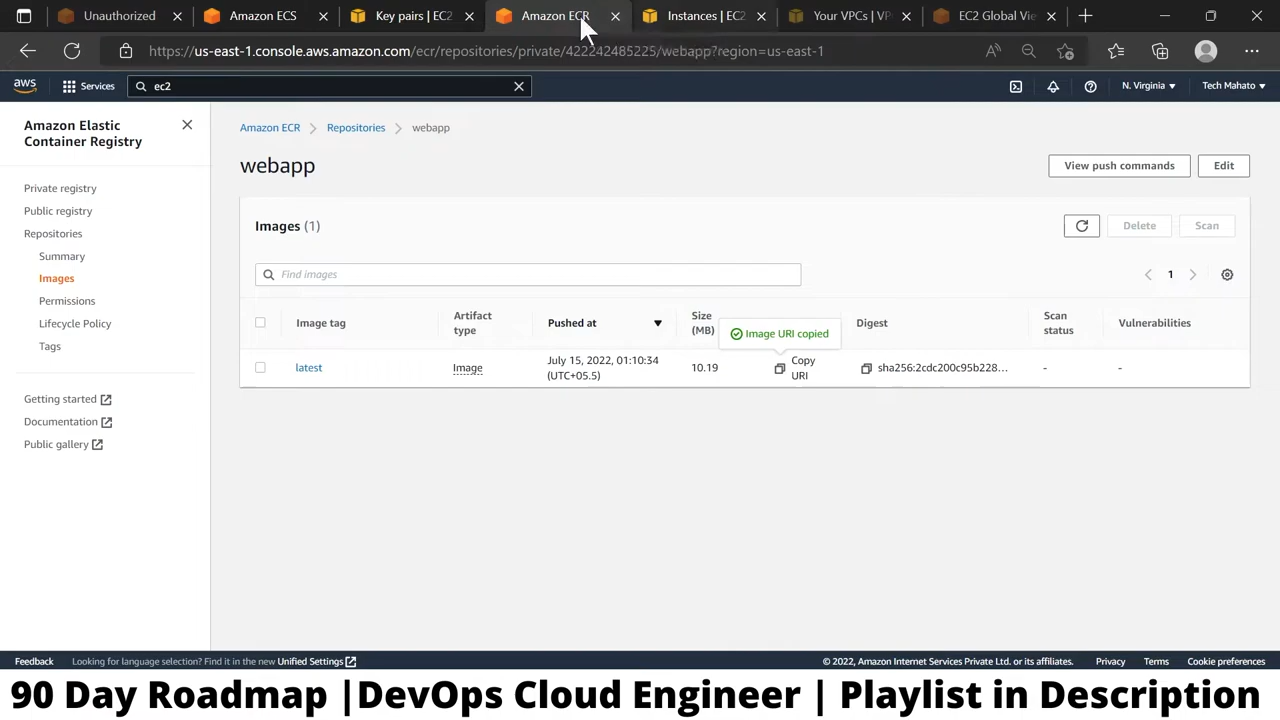 Unauthorized
Amazon ECS
Key pairs | EC2
Amazon ECR
Instances | EC2
Your VPCs | VP
EC2 Global Vie
https://us-east-1.console.aws.amazon.com/ecr/repositories/private/422242485225/webapp?region=us-east-1
aws
Services
ec2
N. Virginia
Tech Mahato
Amazon Elastic
Container Registry
Private registry
Public registry
Repositories
Summary
Images
Permissions
Lifecycle Policy
Tags
Getting started
Documentation
Public gallery
Amazon ECR
Repositories
webapp
webapp
View push commands
Edit
Images (1)
Delete
Scan
Find images
1
Image tag
Artifact
type
Pushed at
Size
(MB)
Image URI copied
Digest
Scan
status
Vulnerabilities
latest
Image
July 15, 2022, 01:10:34
(UTC+05.5)
10.19
Copy
URI
sha256:2cdc200c95b228...
-
-
Feedback
Looking for language selection? Find it in the new Unified Settings
© 2022, Amazon Internet Services Private Ltd. or its affiliates.
Privacy
Terms
Cookie preferences
90 Day Roadmap |DevOps Cloud Engineer | Playlist in Description